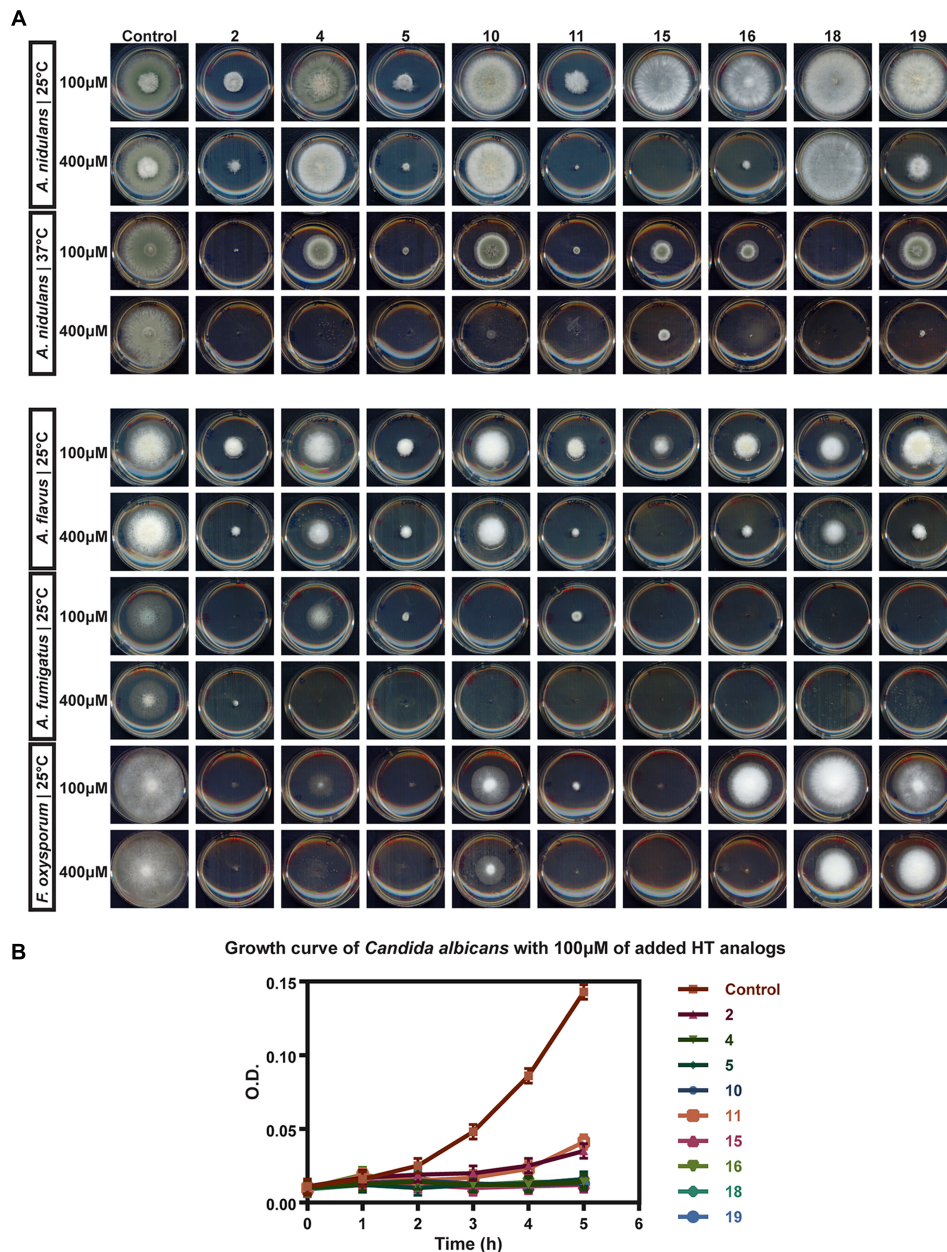 A
Control 2 4 5 10 11 15 16 18 19
A. nidulans | 25°C
100μM
400μM
A. nidulans | 37°C
100μM
400μM
A. flavus | 25°C
100μM
400μM
A. fumigatus | 25°C
100μM
400μM
F. oxysporum | 25°C
100μM
400μM
B
Growth curve of Candida albicans with 100μM of added HT analogs
O.D.
0.15
0.10
0.05
0.00
0 1 2 3 4 5 6
Time (h)
Control
2
4
5
10
11
15
16
18
19